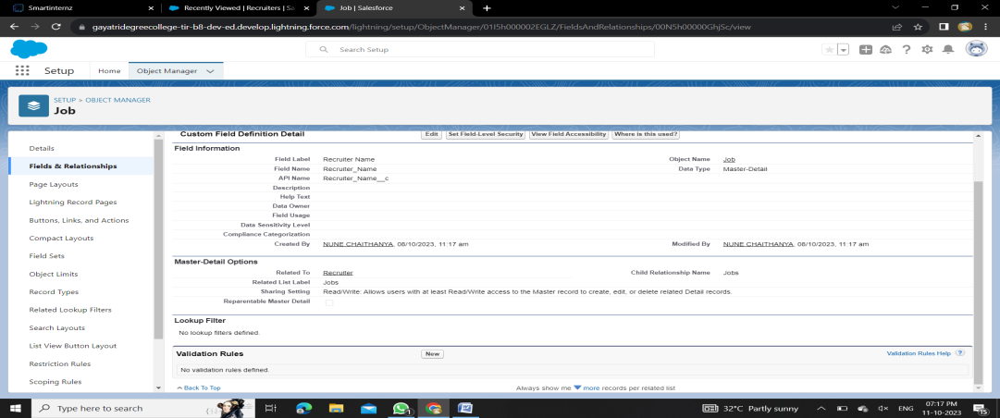 Smartinternz
Recently Viewed | Recruiters | Sa
Job | Salesforce
gayatridegreecollege-tir-b8-dev-ed.develop.lightning.force.com/lightning/setup/ObjectManager/01I5h000002EGLZ/FieldsAndRelationships/00N5h00000GhjSc/view
Search Setup
Setup Home Object Manager
SETUP > OBJECT MANAGER
Job
Details
Fields & Relationships
Page Layouts
Lightning Record Pages
Buttons, Links, and Actions
Compact Layouts
Field Sets
Object Limits
Record Types
Related Lookup Filters
Search Layouts
List View Button Layout
Restriction Rules
Scoping Rules
Custom Field Definition Detail Edit Set Field-Level Security View Field Accessibility Where is this used?
Field Information
Field Label Recruiter Name Object Name Job
Field Name Recruiter_Name Data Type Master-Detail
API Name Recruiter_Name__c
Description
Help Text
Data Owner
Field Usage
Data Sensitivity Level
Compliance Categorization
Created By NUNE CHAITHANYA, 08/10/2023, 11:17 am Modified By NUNE CHAITHANYA, 08/10/2023, 11:17 am
Master-Detail Options
Related To Recruiter Child Relationship Name Jobs
Related List Label Jobs
Sharing Setting Read/Write: Allows users with at least Read/Write access to the Master record to create, edit, or delete related Detail records.
Reparentable Master Detail
Lookup Filter
No lookup filters defined.
Validation Rules New Validation Rules Help ?
No validation rules defined.
^ Back To Top Always show me more records per related list
Type here to search
32°C Partly sunny
ENG
07:17 PM
11-10-2023
15